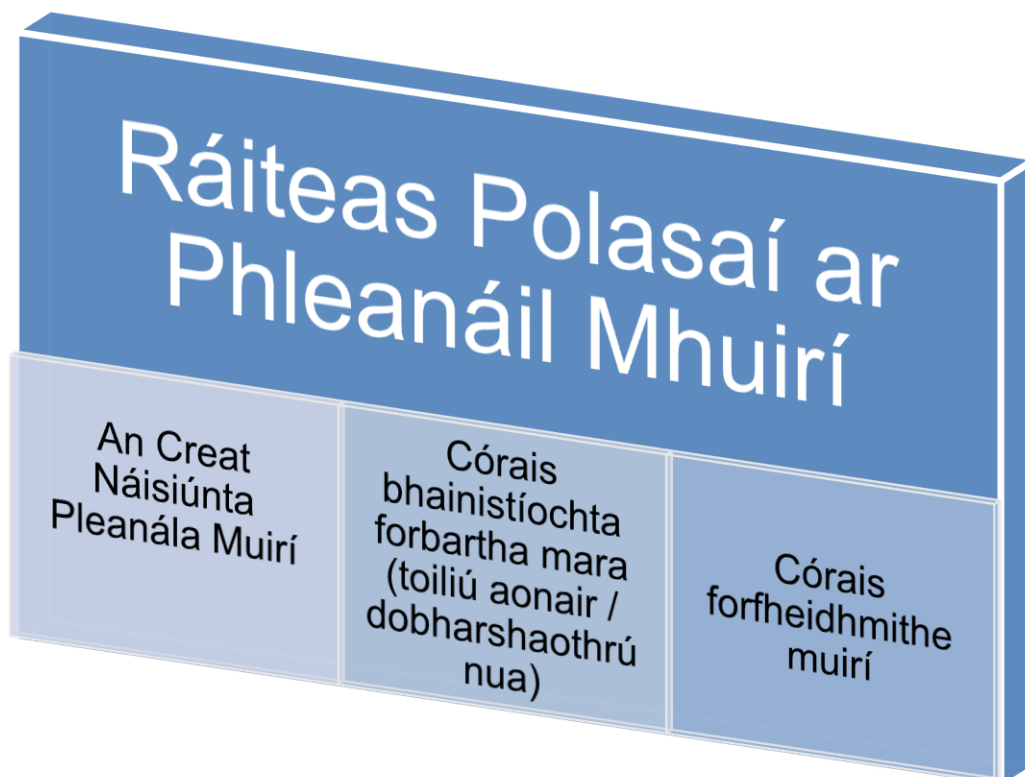 Ráiteas Polasaí ar
Phleanáil Mhuirí
An Creat
Náisiúnta
Pleanála Muirí
Córais
bhainistíochta
forbartha mara
(toiliú aonair /
dobharshaothrú
nua)
Córais
forfheidhmithe
muirí